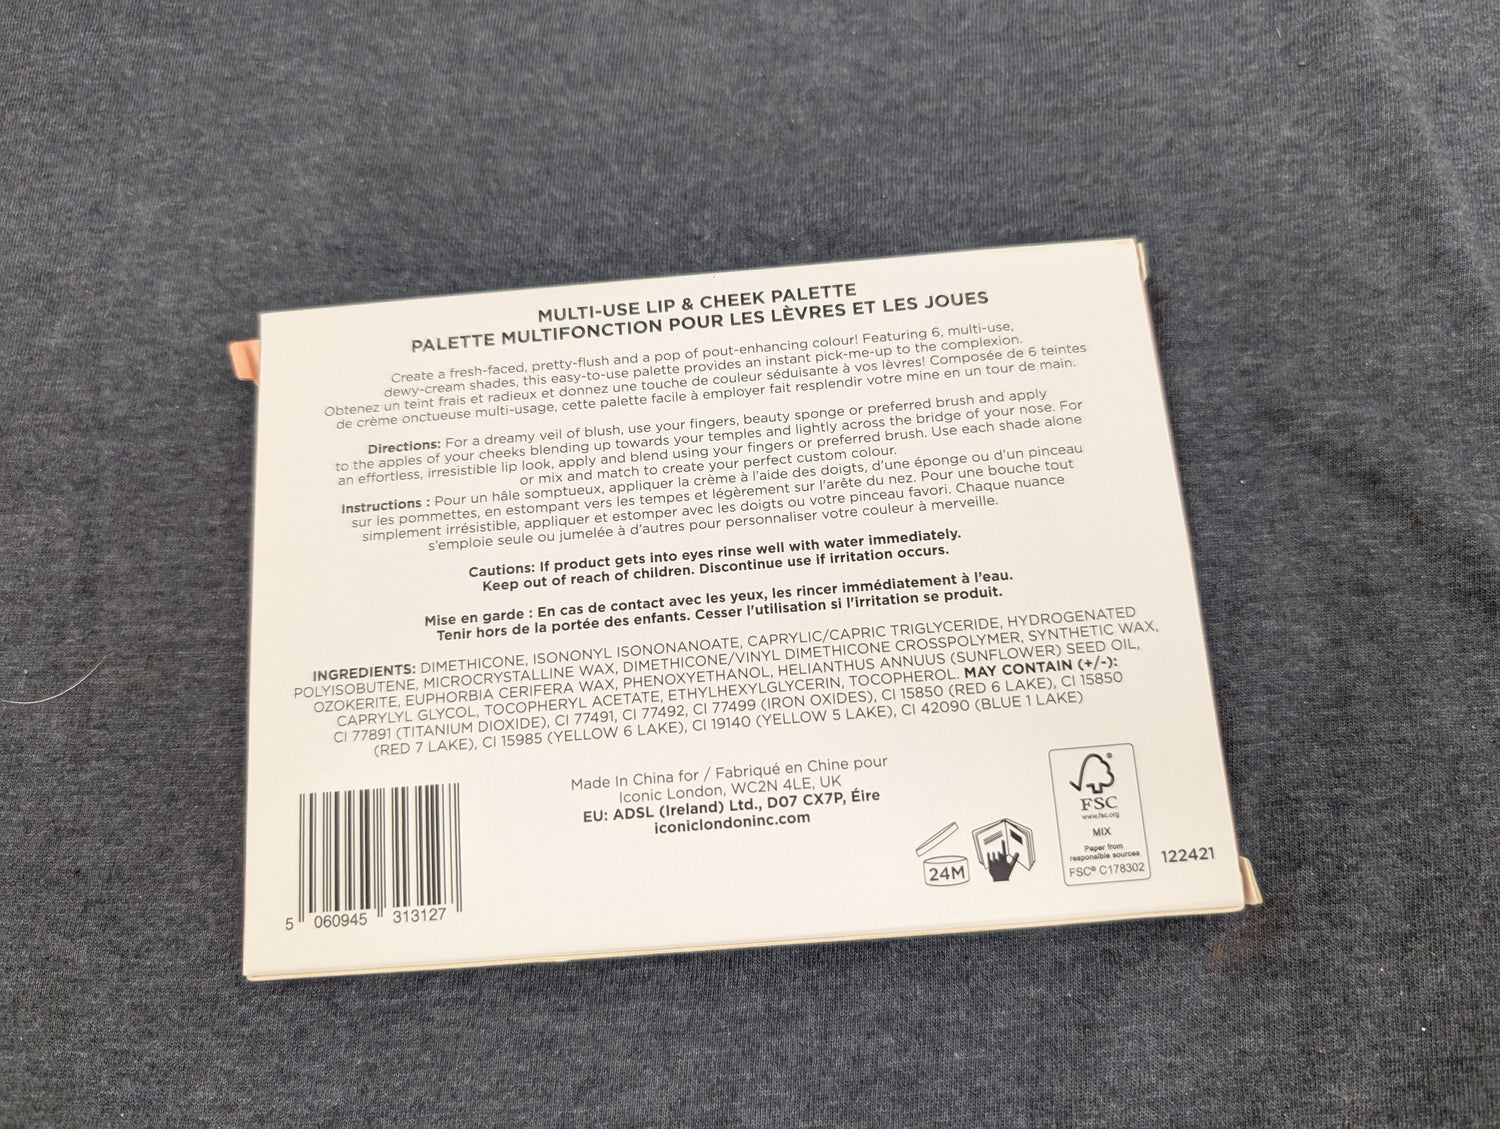 MULTI-USE LIP & CHEEK PALETTE
PALETTE MULTIFONCTION POUR LES LÈVRES ET LES JOUES
Create a fresh-faced, pretty-flush and a pop of pout-enhancing colour! Featuring 6, multi-use,
dewy-cream shades, this easy-to-use palette provides an instant pick-me-up to the complexion.
Obtenez un teint frais et radieux et donnez une touche de couleur séduisante à vos lèvres! Composée de 6 teintes
de crème onctueuse multi-usage, cette palette facile à employer fait resplendir votre mine en un tour de main.
Directions: For a dreamy veil of blush, use your fingers, beauty sponge or preferred brush and apply
to the apples of your cheeks blending up towards your temples and lightly across the bridge of your nose. For
an effortless, irresistible lip look, apply and blend using your fingers or preferred brush. Use each shade alone
or mix and match to create your perfect custom colour.
Instructions : Pour un hâle somptueux, appliquer la crème à l'aide des doigts, d'une éponge ou d'un pinceau
sur les pommettes, en estompant vers les tempes et légèrement sur l'arête du nez. Pour une bouche tout
simplement irrésistible, appliquer et estomper avec les doigts ou votre pinceau favori. Chaque nuance
s'emploie seule ou jumelée à d'autres pour personnaliser votre couleur à merveille.
Cautions: If product gets into eyes rinse well with water immediately.
Keep out of reach of children. Discontinue use if irritation occurs.
Mise en garde : En cas de contact avec les yeux, les rincer immédiatement à l'eau.
Tenir hors de la portée des enfants. Cesser l'utilisation si l'irritation se produit.
INGREDIENTS: DIMETHICONE, ISONONYL ISONONANOATE, CAPRYLIC/CAPRIC TRIGLYCERIDE, HYDROGENATED
POLYISOBUTENE, MICROCRYSTALLINE WAX, DIMETHICONE/VINYL DIMETHICONE CROSSPOLYMER, SYNTHETIC WAX,
OZOKERITE, EUPHORBIA CERIFERA WAX, PHENOXYETHANOL, HELIANTHUS ANNUUS (SUNFLOWER) SEED OIL,
CAPRYLYL GLYCOL, TOCOPHERYL ACETATE, ETHYLHEXYLGLYCERIN, TOCOPHEROL. MAY CONTAIN (+/-):
CI 77891 (TITANIUM DIOXIDE), CI 77491, CI 77492, CI 77499 (IRON OXIDES), CI 15850 (RED 6 LAKE), CI 15850
(RED 7 LAKE), CI 15985 (YELLOW 6 LAKE), CI 19140 (YELLOW 5 LAKE), CI 42090 (BLUE 1 LAKE)
Made In China for / Fabriqué en Chine pour
Iconic London, WC2N 4LE, UK
EU: ADSL (Ireland) Ltd., D07 CX7P, Éire
iconiclondoninc.com
5 060945 313127
24M
FSC
www.fsc.org
MIX
Paper from
responsible sources
FSC® C178302
122421